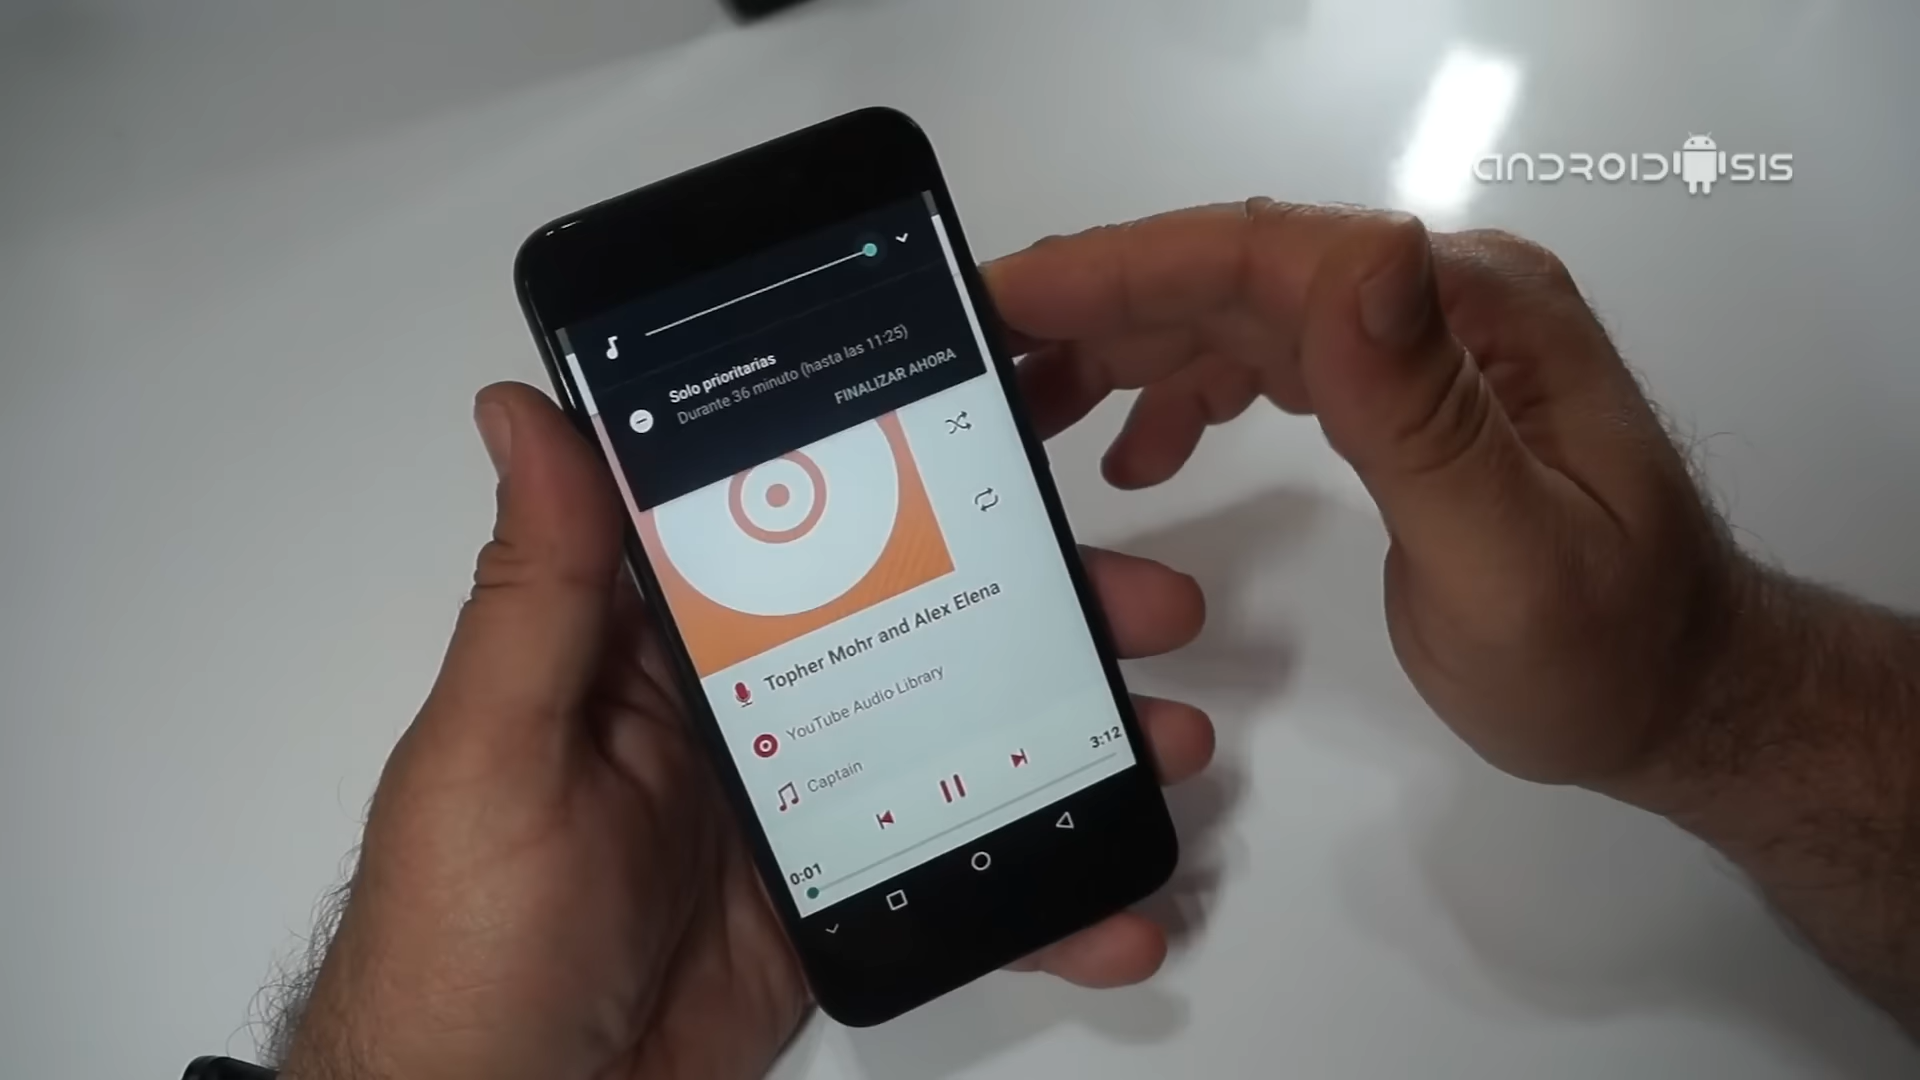 ANDROIDSIS
Solo prioritarias
Durante 36 minuto (hasta las 11:25)
FINALIZAR AHORA
Topher Mohr and Alex Elena
YouTube Audio Library
Captain
3:12
0:01